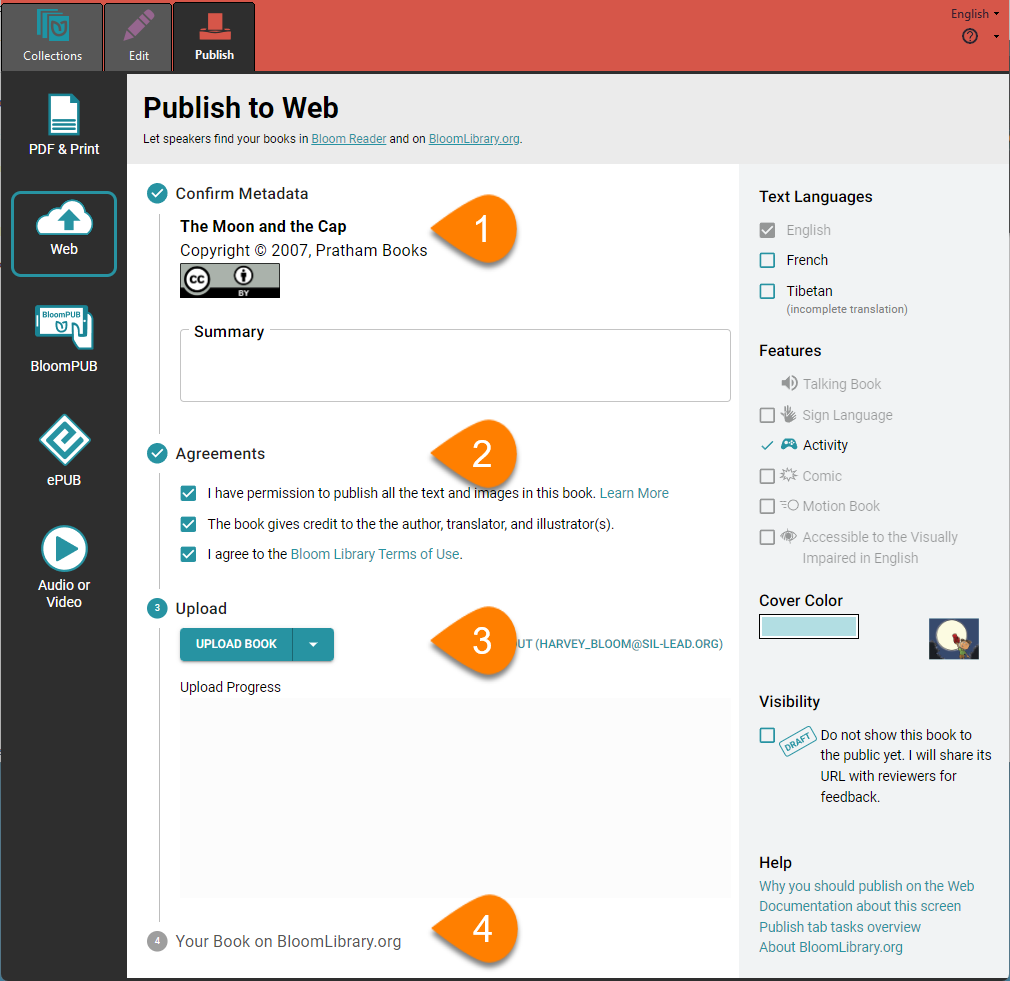 Collections
Edit
Publish
English
PDF & Print
Web
BloomPUB
BloomPUB
ePUB
Audio or
Video
Publish to Web
Let speakers find your books in Bloom Reader and on BloomLibrary.org.
Confirm Metadata
The Moon and the Cap
Copyright © 2007, Pratham Books
1
cc
BY
Summary
Agreements
2
I have permission to publish all the text and images in this book. Learn More
The book gives credit to the the author, translator, and illustrator(s).
I agree to the Bloom Library Terms of Use.
3 Upload
UPLOAD BOOK
3
UT (HARVEY_BLOOM@SIL-LEAD.ORG)
Upload Progress
4 Your Book on BloomLibrary.org
4
Text Languages
English
French
Tibetan
(incomplete translation)
Features
Talking Book
Sign Language
Activity
Comic
Motion Book
Accessible to the Visually
Impaired in English
Cover Color
Visibility
DRAFT
Do not show this book to
the public yet. I will share its
URL with reviewers for
feedback.
Help
Why you should publish on the Web
Documentation about this screen
Publish tab tasks overview
About BloomLibrary.org